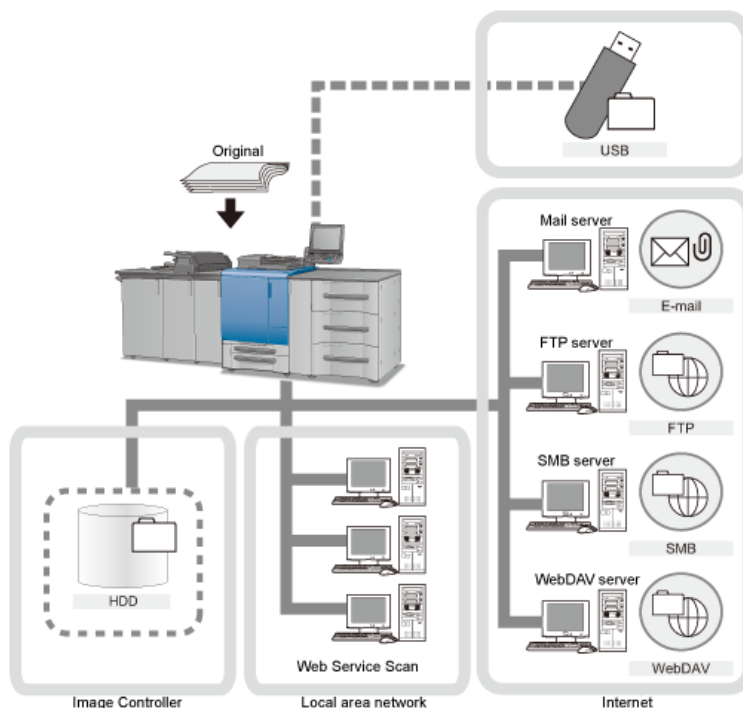 Original
USB
Mail server
E-mail
FTP server
FTP
SMB server
SMB
WebDAV server
WebDAV
HDD
Web Service Scan
Image Controller
Local area network
Internet